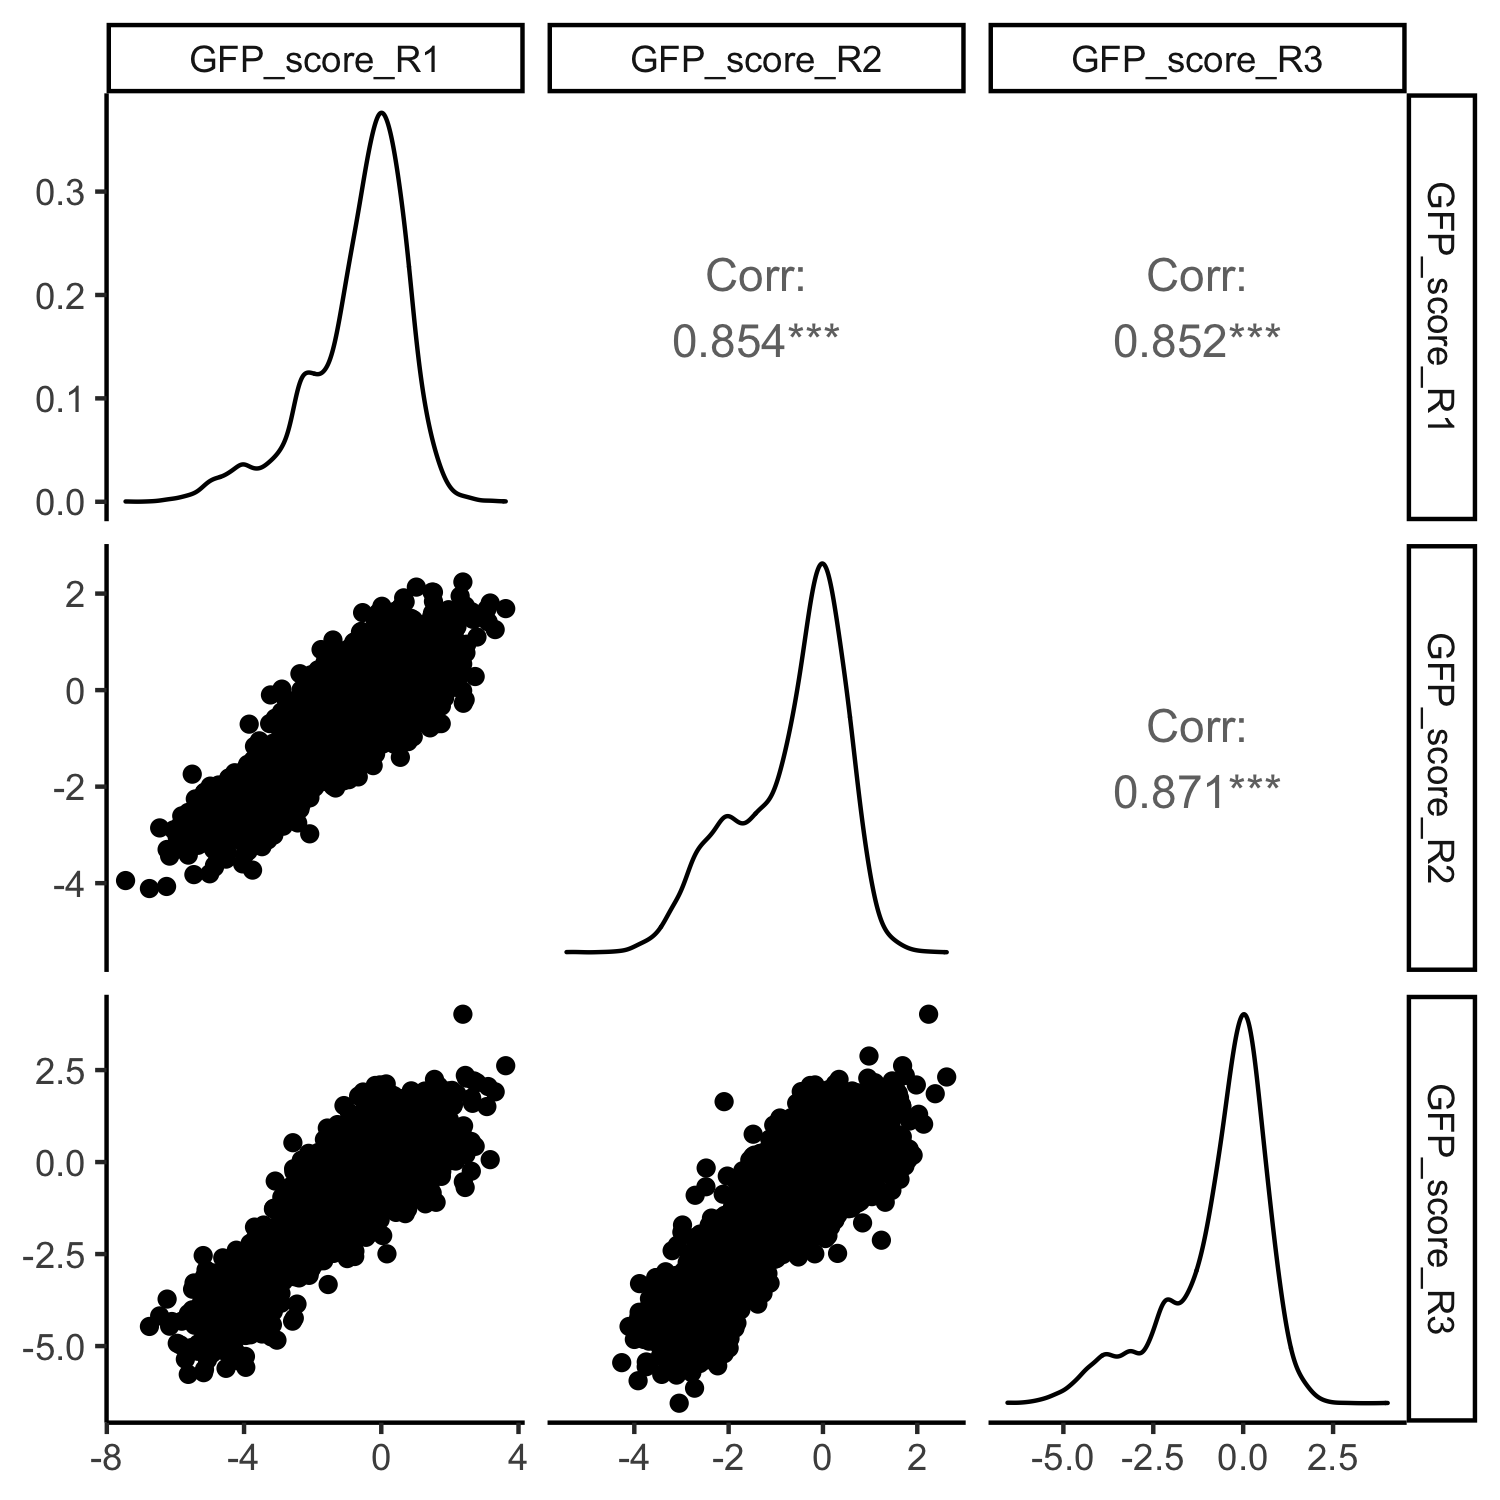 GFP_score_R1
GFP_score_R2
GFP_score_R3
0.3
0.2
0.1
0.0
Corr:
0.854***
Corr:
0.852***
GFP_score_R1
2
0
-2
-4
Corr:
0.871***
GFP_score_R2
2.5
0.0
-2.5
-5.0
GFP_score_R3
-8 -4 0 4
-4 -2 0 2
-5.0 -2.5 0.0 2.5